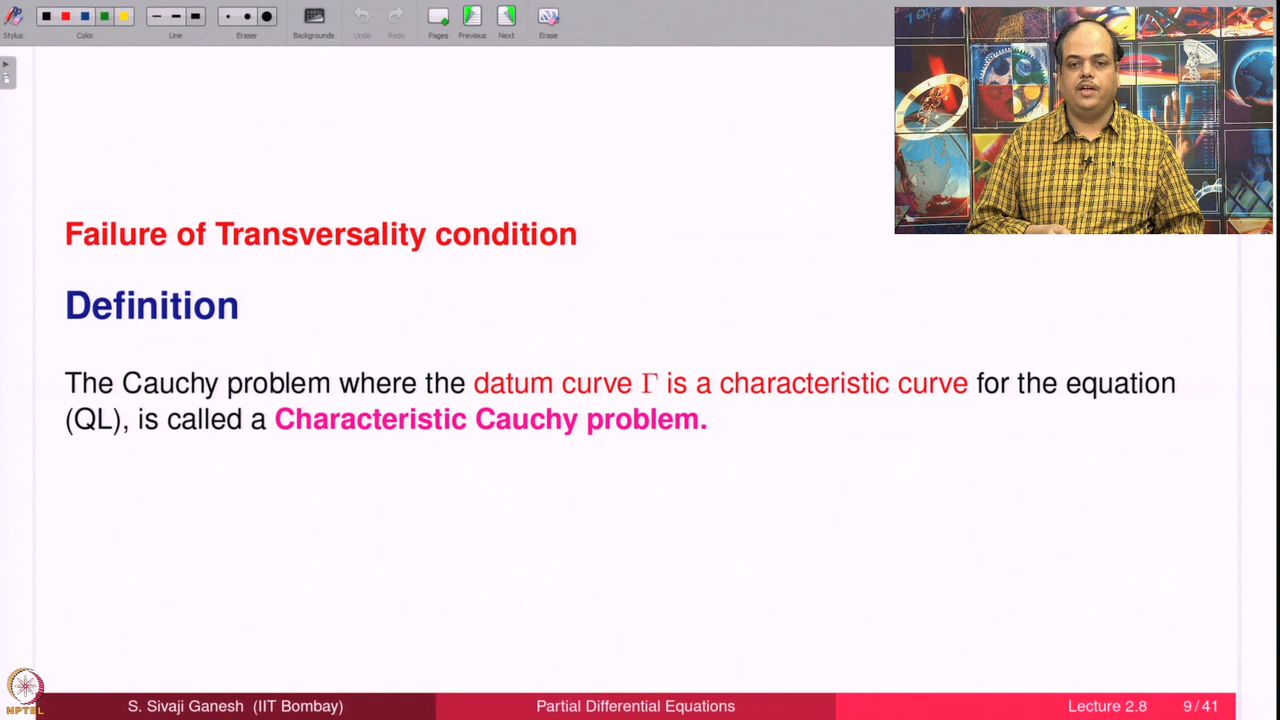 Stylus
Color
Line
Eraser
Backgrounds
Undo
Redo
Pages
Previous
Next
Erase
Failure of Transversality condition
Definition
The Cauchy problem where the datum curve Γ is a characteristic curve for the equation
(QL), is called a Characteristic Cauchy problem.
NPTEL
S. Sivaji Ganesh (IIT Bombay)
Partial Differential Equations
Lecture 2.8
9 / 41